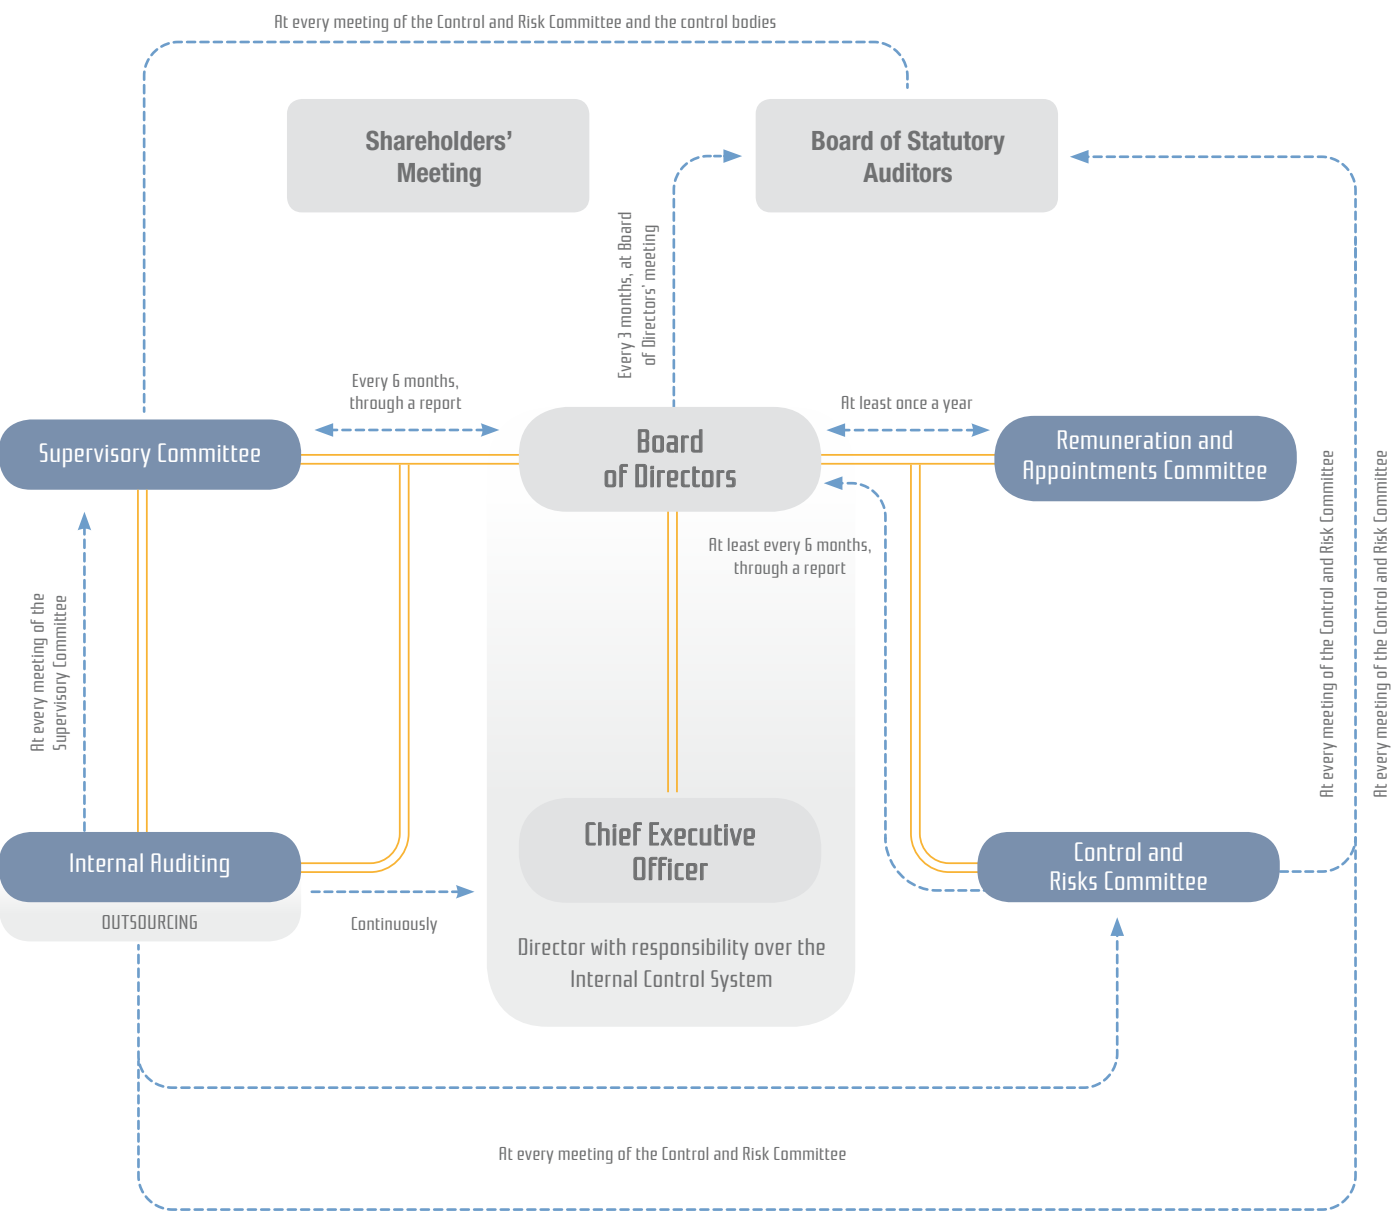 At every meeting of the Control and Risk Committee and the control bodies
Shareholders’
Meeting
Board of Statutory
Auditors
Every 3 months, at Board
of Directors’ meeting
Every 6 months,
through a report
At least once a year
Supervisory Committee
Board
of Directors
Remuneration and
Appointments Committee
At least every 6 months,
through a report
At every meeting of the
Supervisory Committee
At every meeting of the Control and Risk Committee
At every meeting of the Control and Risk Committee
Internal Auditing
OUTSOURCING
Continuously
Chief Executive
Officer
Director with responsibility over the
Internal Control System
Control and
Risks Committee
At every meeting of the Control and Risk Committee